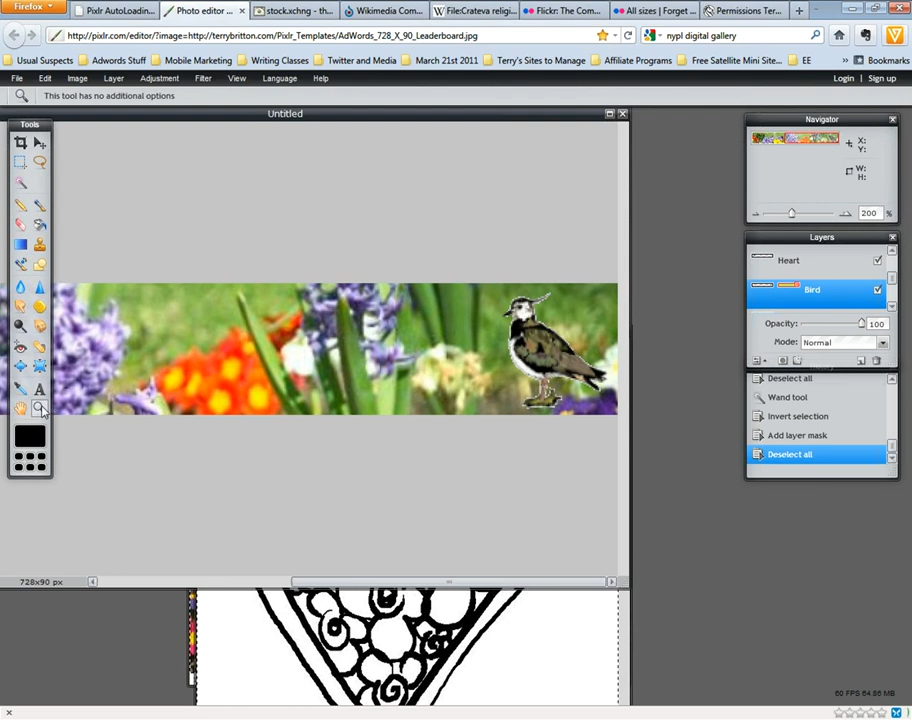 Firefox
Pixlr AutoLoadin...
Photo editor ...
stock.xchng - th...
Wikimedia Com...
File:Crateva religi...
Flickr: The Com...
All sizes | Forget ...
Permissions Ter...
http://pixlr.com/editor/?image=http://terrybritton.com/Pixlr_Templates/AdWords_728_X_90_Leaderboard.jpg
nypl digital gallery
Usual Suspects
Adwords Stuff
Mobile Marketing
Writing Classes
Twitter and Media
March 21st 2011
Terry's Sites to Manage
Affiliate Programs
Free Satellite Mini Site...
EE
Bookmarks
File Edit Image Layer Adjustment Filter View Language Help
Login | Sign up
This tool has no additional options
Untitled
Tools
Navigator
X:
Y:
W:
H:
200 %
Layers
Heart
Bird
Opacity: 100
Mode: Normal
Deselect all
Wand tool
Invert selection
Add layer mask
Deselect all
728x90 px
60 FPS 64.86 MB